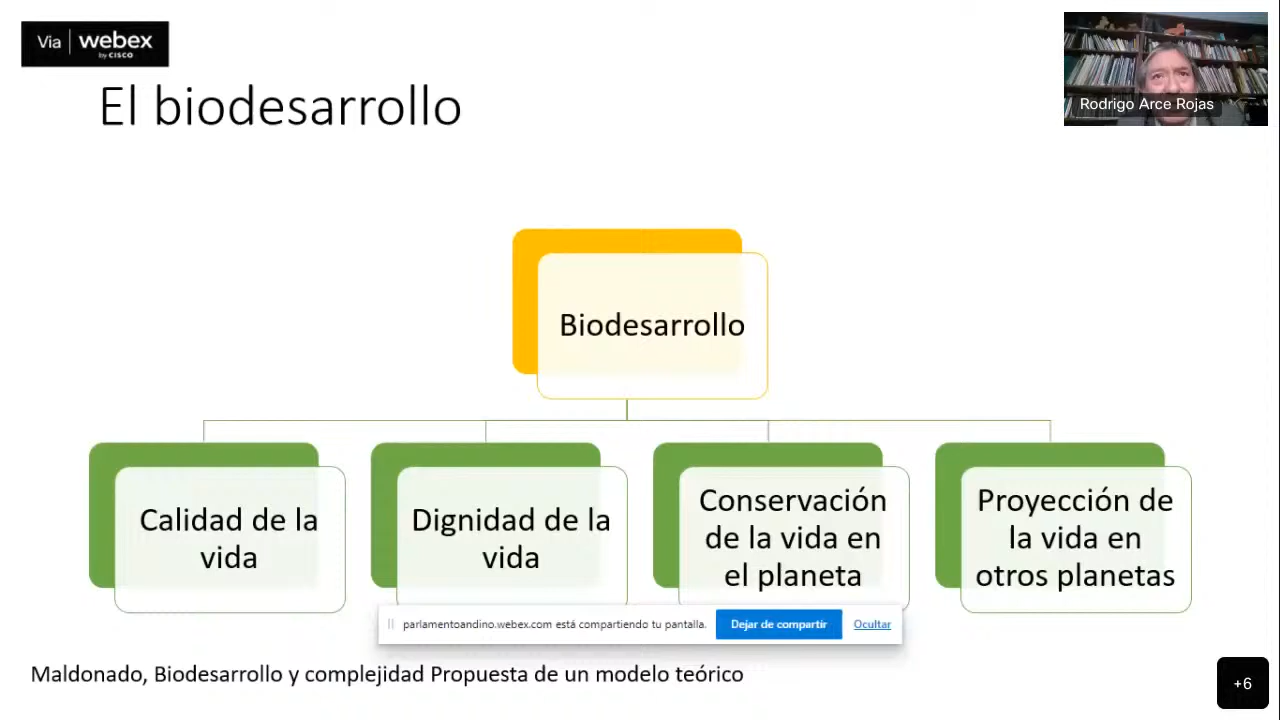 Via webex
by CISCO
El biodesarrollo
Rodrigo Arce Rojas
Biodesarrollo
Calidad de la
vida
Dignidad de la
vida
Conservación
de la vida en
el planeta
Proyección de
la vida en
otros planetas
parlamentoandino.webex.com está compartiendo tu pantalla.
Dejar de compartir
Ocultar
Maldonado, Biodesarrollo y complejidad Propuesta de un modelo teórico
+6